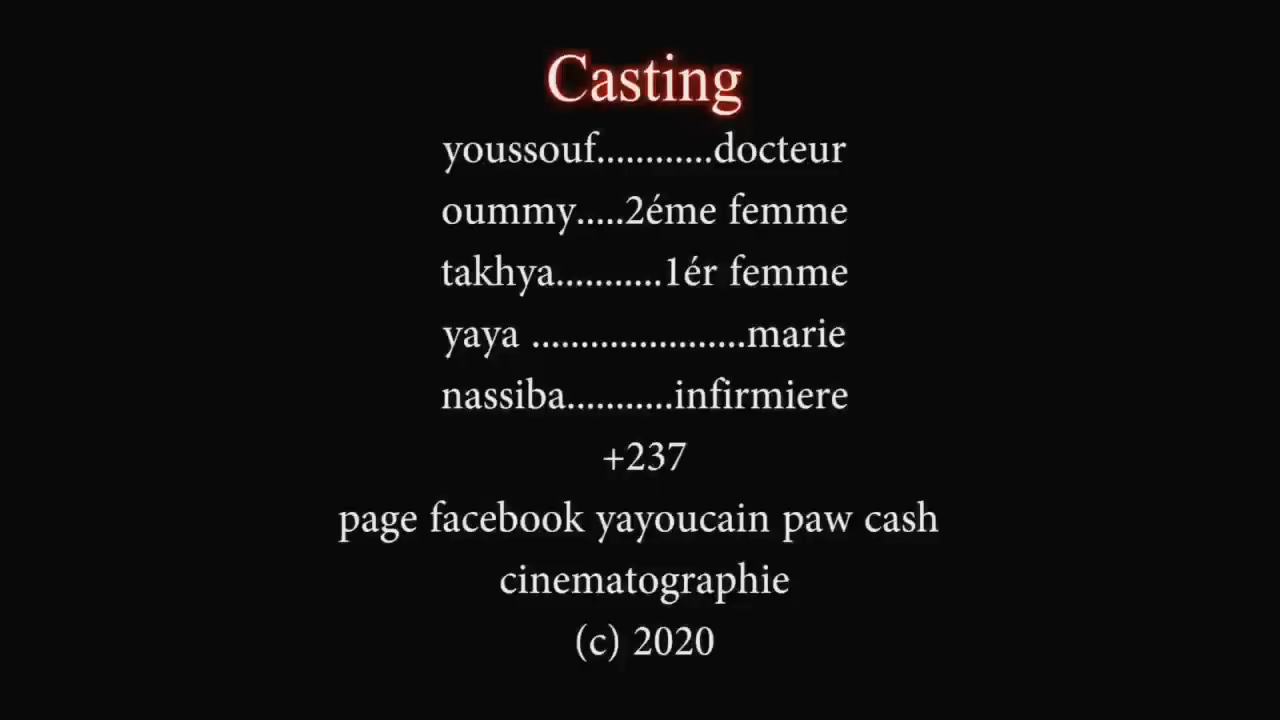 Casting
youssouf............docteur
oummy.....2éme femme
takhya...........1ér femme
yaya ......................marie
nassiba...........infirmiere
+237
page facebook yayoucain paw cash
cinematographie
(c) 2020